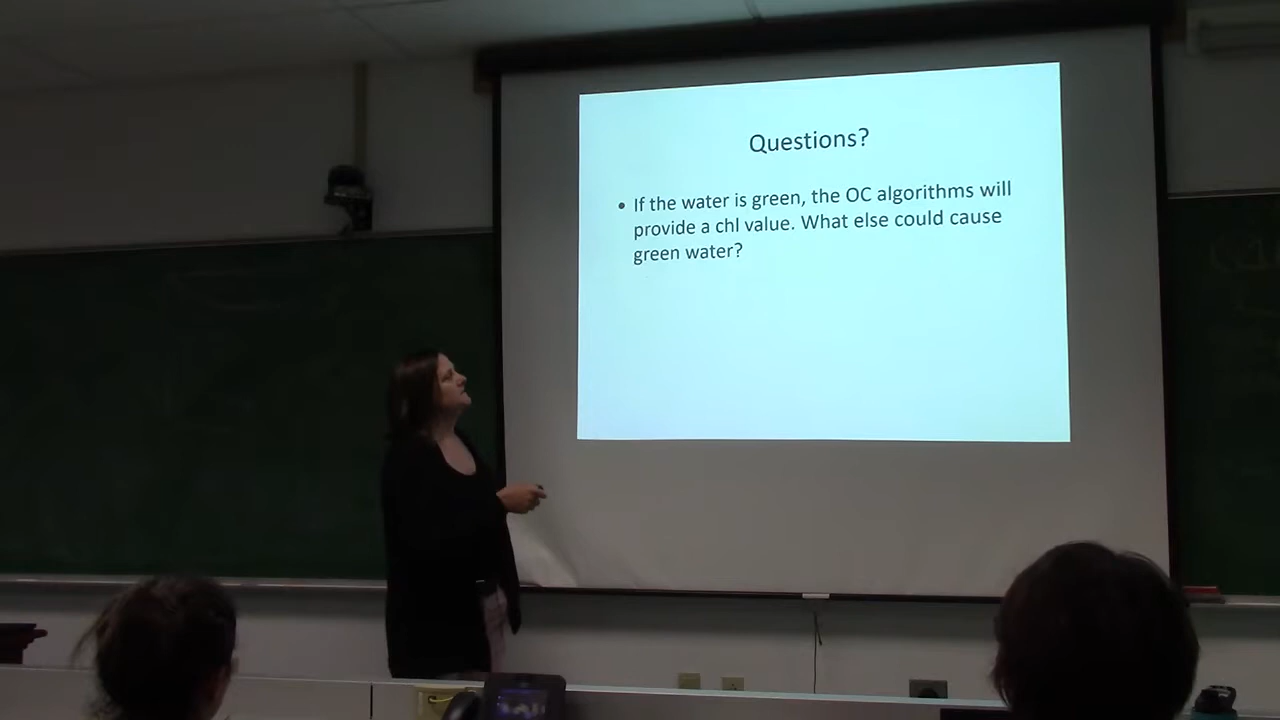 Questions?
• If the water is green, the OC algorithms will
provide a chl value. What else could cause
green water?